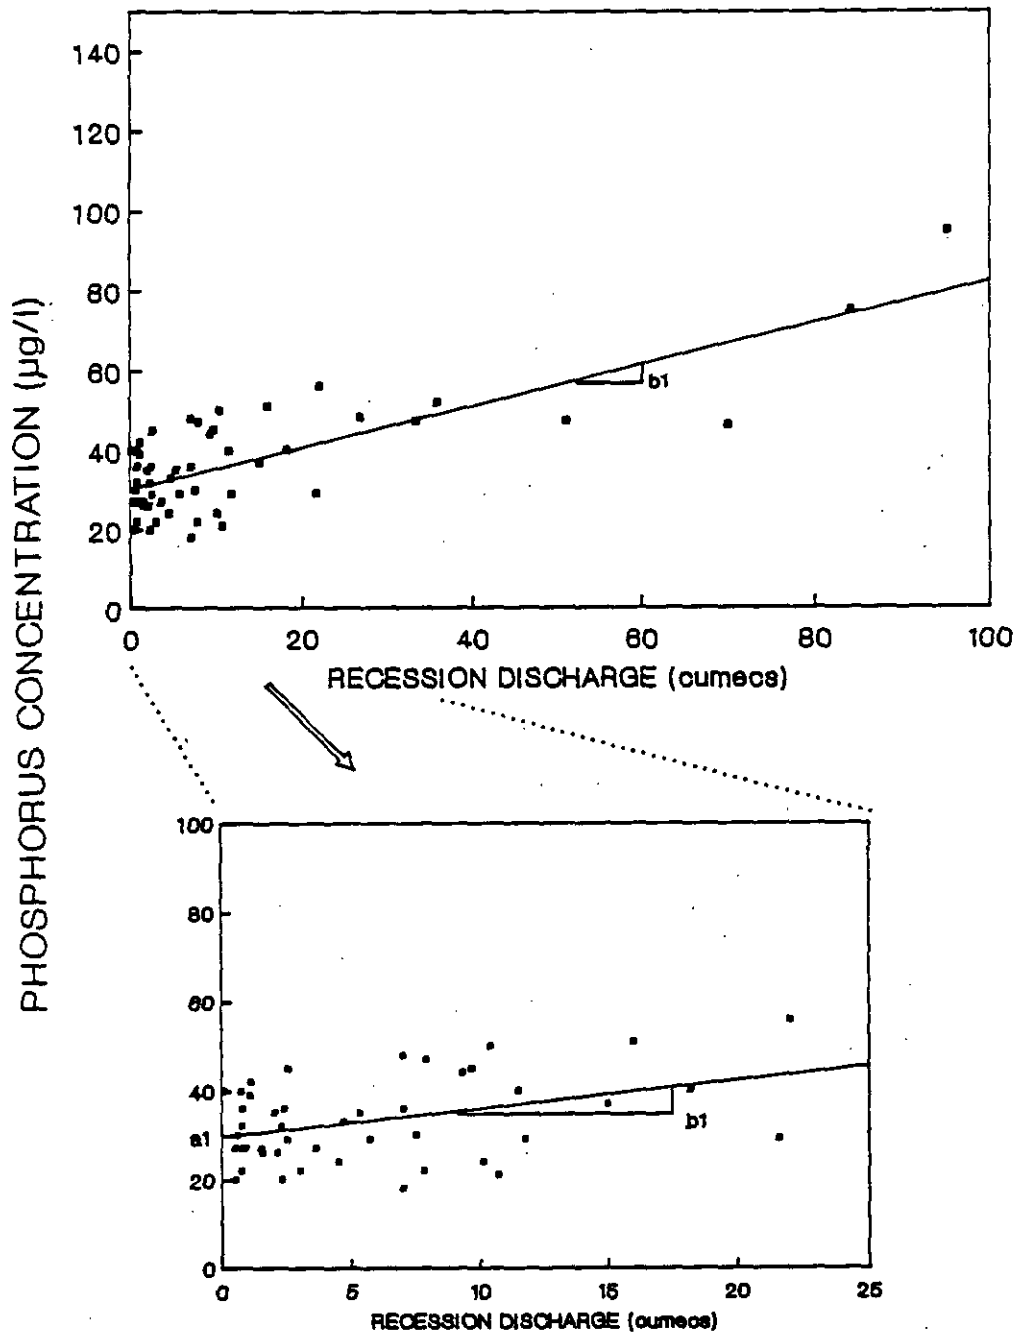 PHOSPHORUS CONCENTRATION (µg/l)
140
120
100
80
60
40
20
0
b1
0 20 40 60 80 100
RECESSION DISCHARGE (cumecs)
100
80
60
40
a1
20
0
b1
0 5 10 15 20 25
RECESSION DISCHARGE (cumecs)